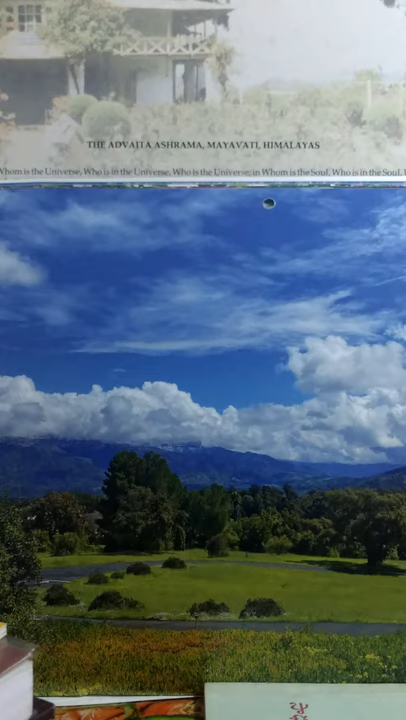 THE ADVAITA ASHRAMA, MAYAVATI, HIMALAYAS
Whom is the Universe, Who is in the Universe, Who is the Universe; in Whom is the Soul, Who is in the Soul,